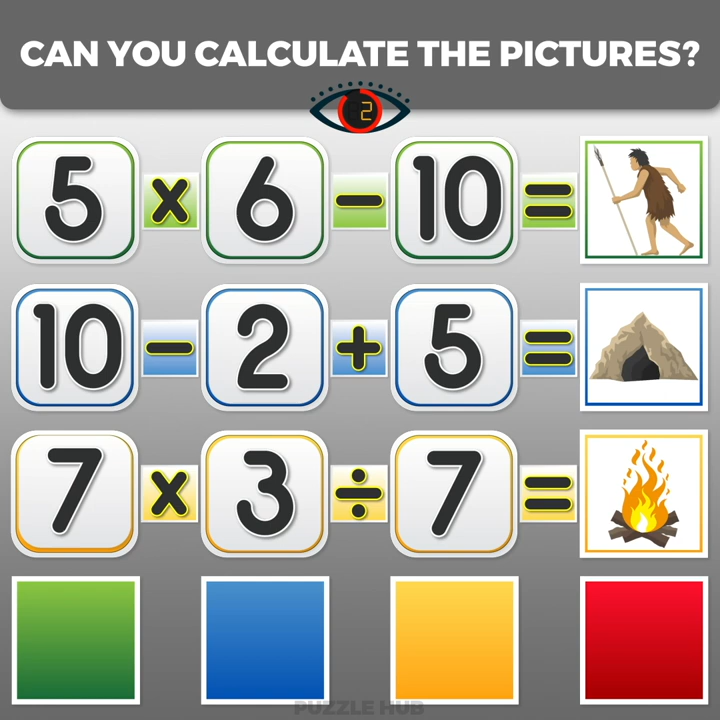 CAN YOU CALCULATE THE PICTURES?
2
5 x 6 - 10 =
10 - 2 + 5 =
7 x 3 ÷ 7 =
PUZZLE HUB